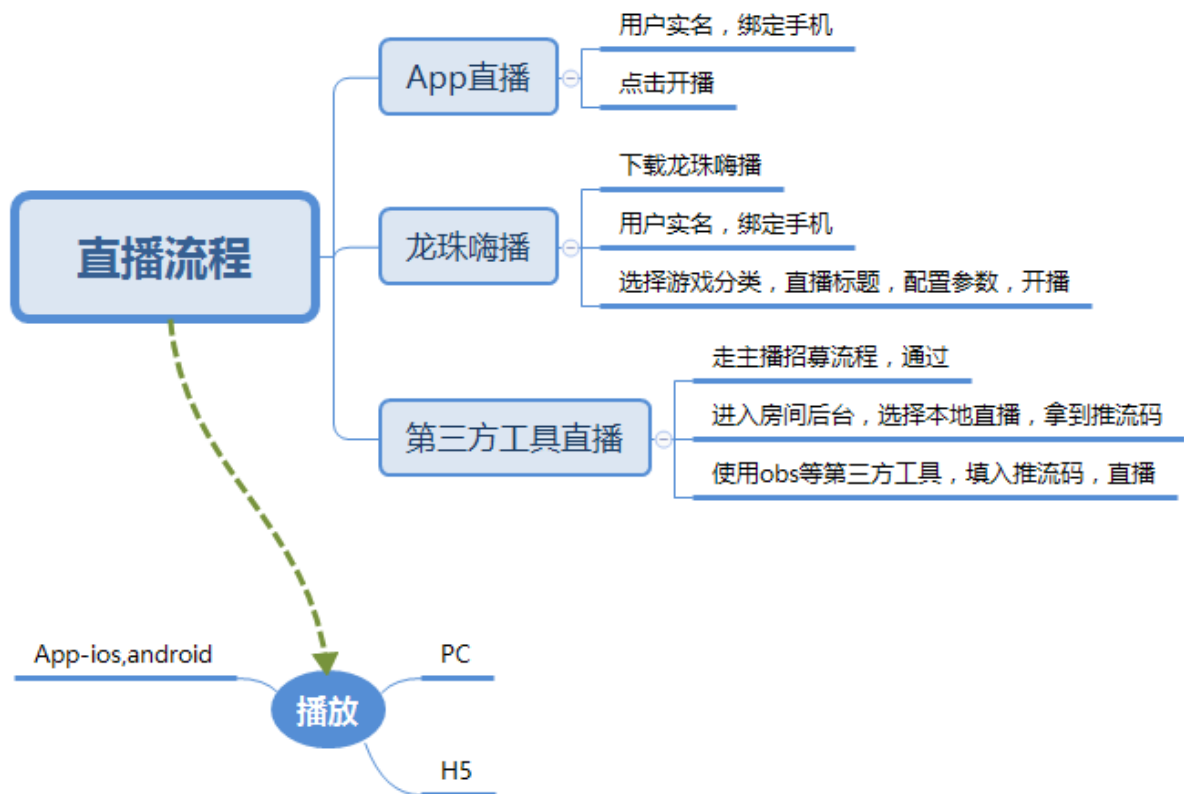 直播流程
App直播
用户实名，绑定手机
点击开播
龙珠嗨播
下载龙珠嗨播
用户实名，绑定手机
选择游戏分类，直播标题，配置参数，开播
第三方工具直播
走主播招募流程，通过
进入房间后台，选择本地直播，拿到推流码
使用obs等第三方工具，填入推流码，直播
播放
App-ios,android
PC
H5